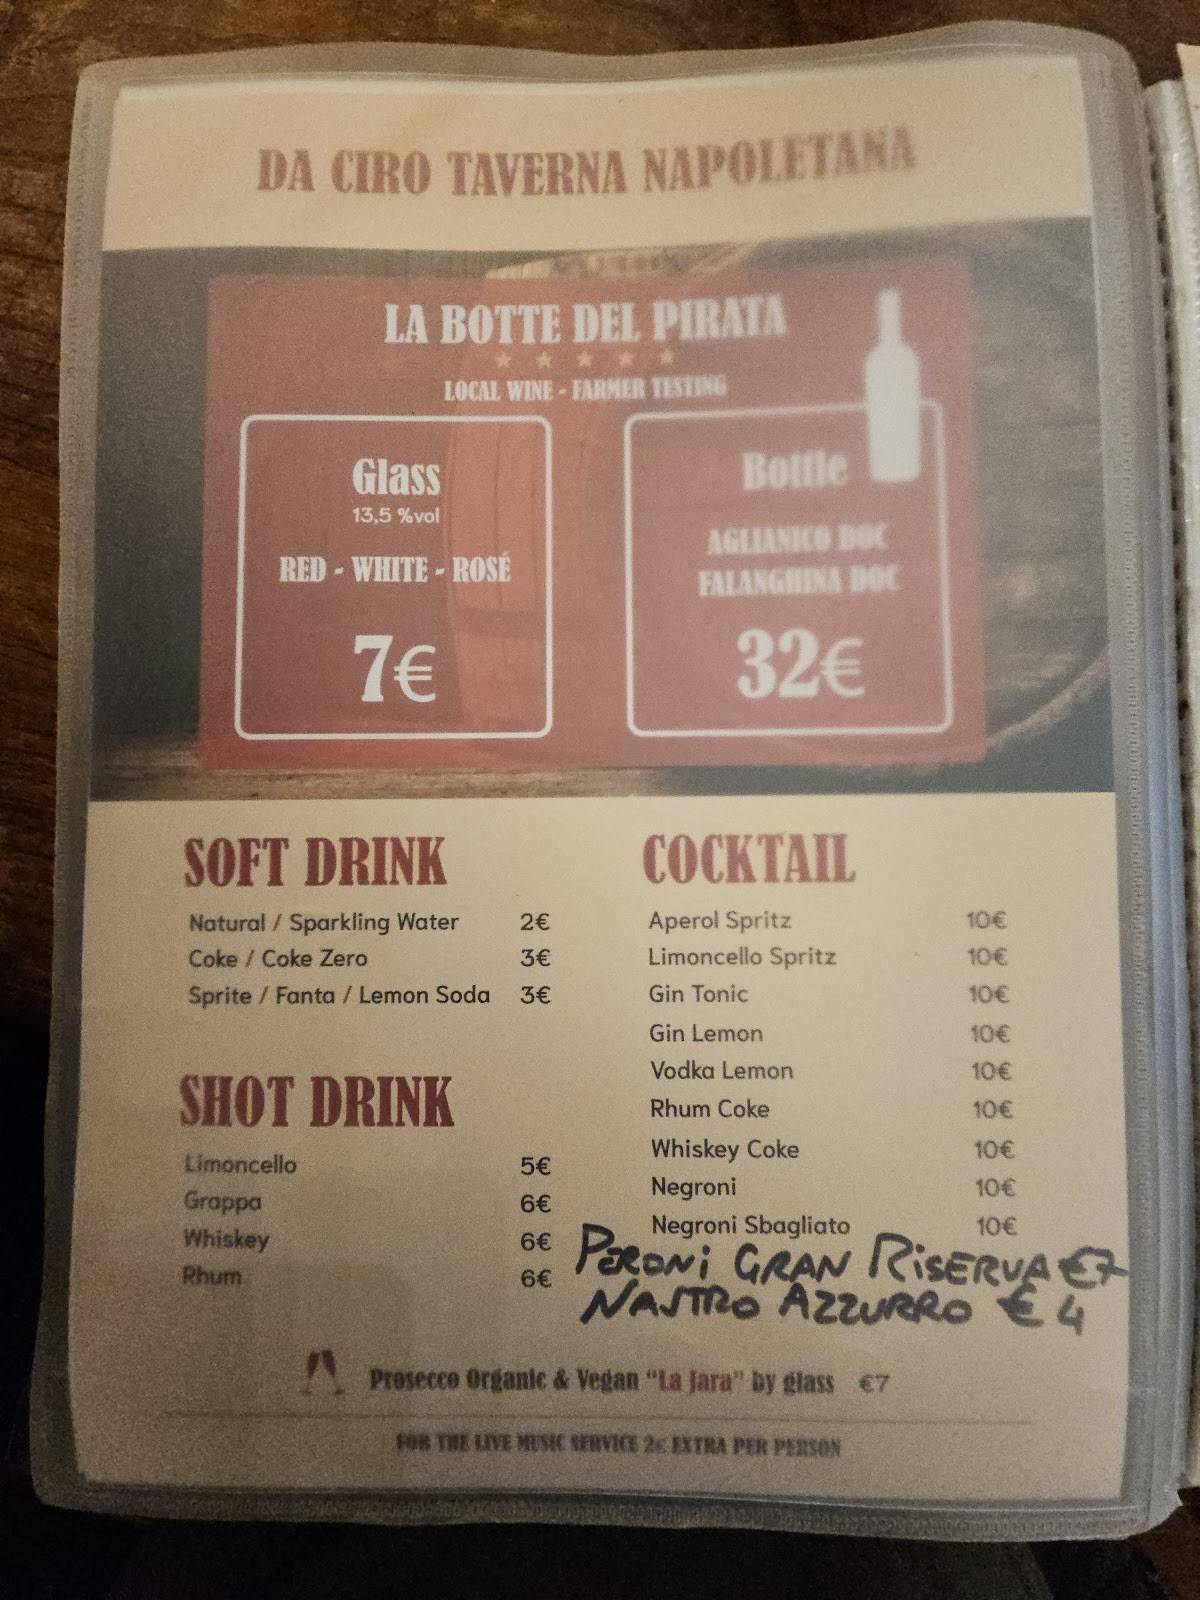 DA CIRO TAVERNA NAPOLETANA
LA BOTTE DEL PIRATA
LOCAL WINE - FARMER TESTING
Glass
13,5 %vol
RED - WHITE - ROSÉ
7€
Bottle
AGLIANICO DOC
FALANGHINA DOC
32€
SOFT DRINK
Natural / Sparkling Water 2€
Coke / Coke Zero 3€
Sprite / Fanta / Lemon Soda 3€
SHOT DRINK
Limoncello 5€
Grappa 6€
Whiskey 6€
Rhum 6€
COCKTAIL
Aperol Spritz 10€
Limoncello Spritz 10€
Gin Tonic 10€
Gin Lemon 10€
Vodka Lemon 10€
Rhum Coke 10€
Whiskey Coke 10€
Negroni 10€
Negroni Sbagliato 10€
PERONI GRAN RISERVA €7
NASTRO AZZURRO €4
Prosecco Organic & Vegan "La Jara" by glass €7
FOR THE LIVE MUSIC SERVICE 2€ EXTRA PER PERSON